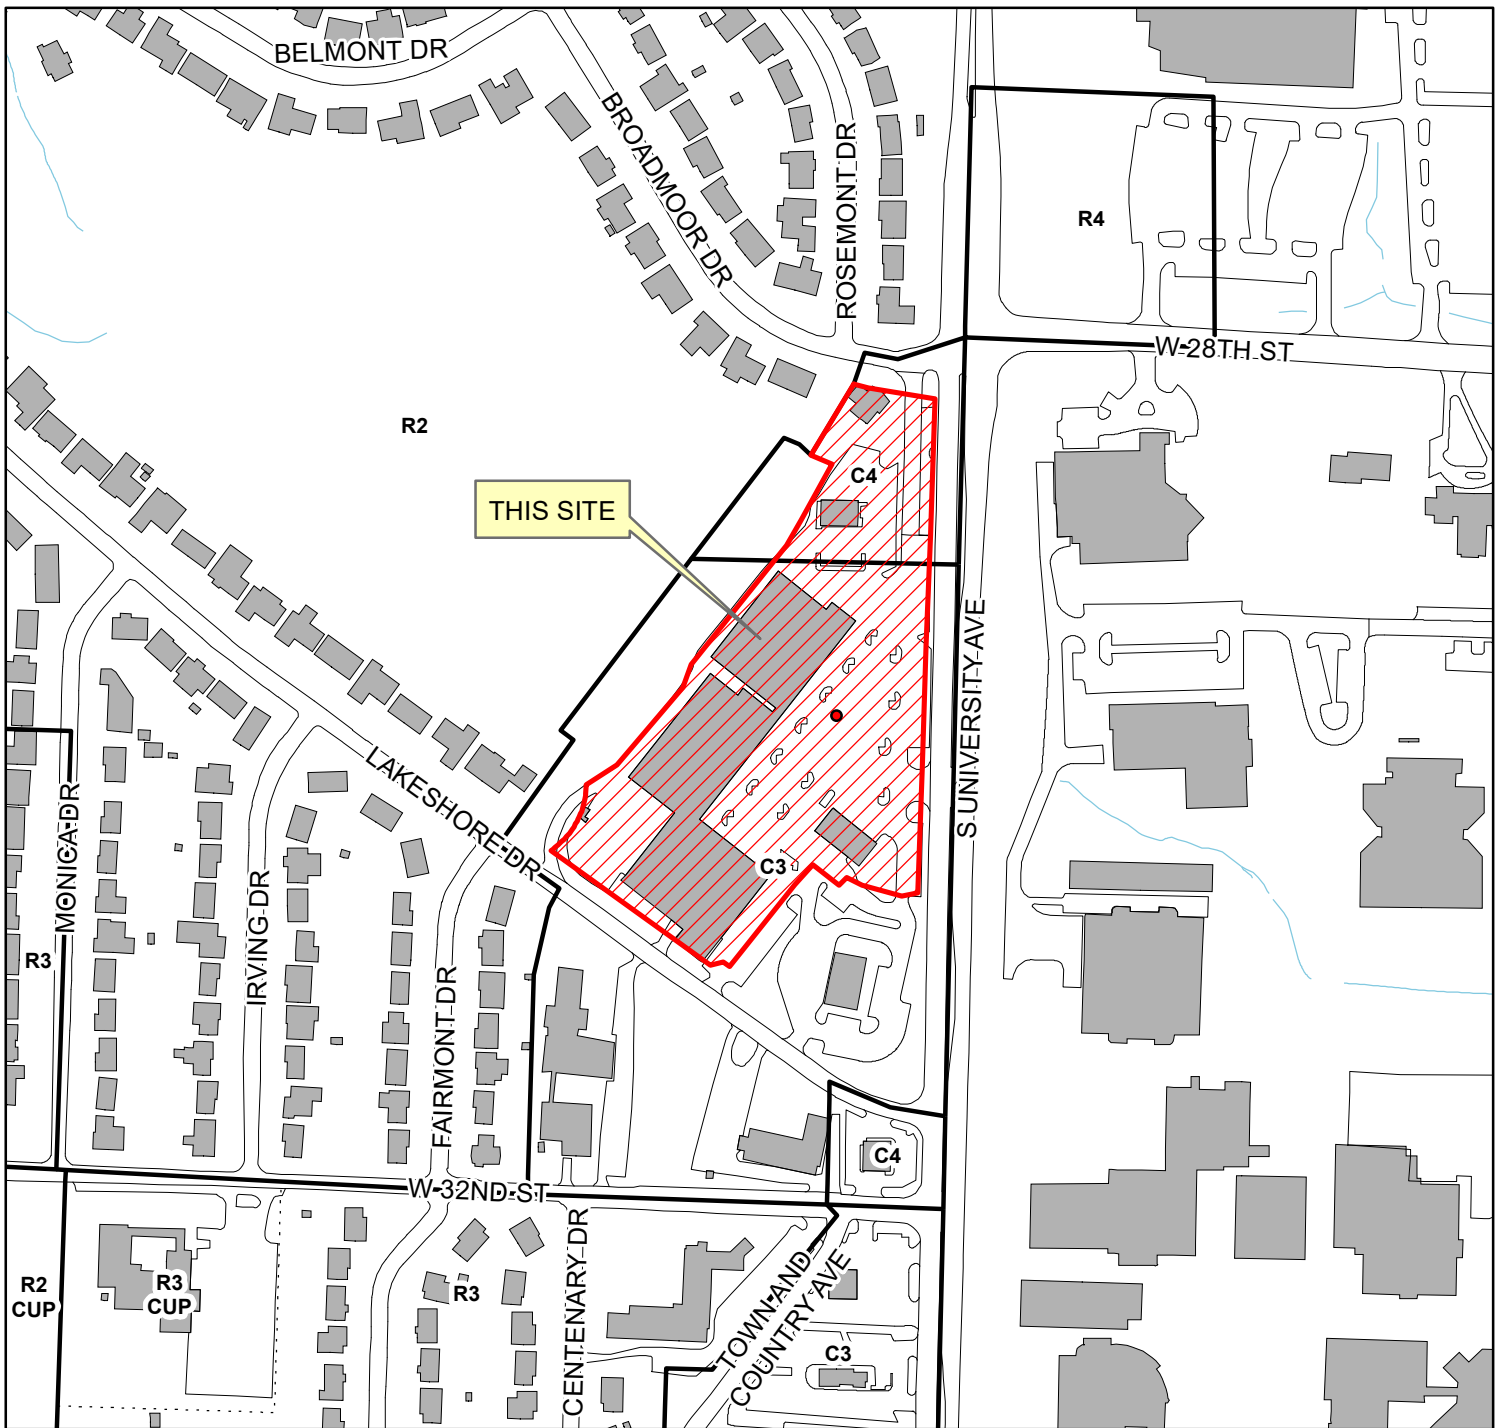 BELMONT DR
BROADMOOR DR
ROSEMONT DR
R4
W 28TH ST
R2
C4
THIS SITE
S UNIVERSITY AVE
LAKESHORE DR
C3
MONICA DR
IRVING DR
FAIRMONT DR
R3
C4
W 32ND ST
CENTENARY DR
TOWN AND
COUNTRY AVE
R2
CUP
R3
CUP
R3
C3